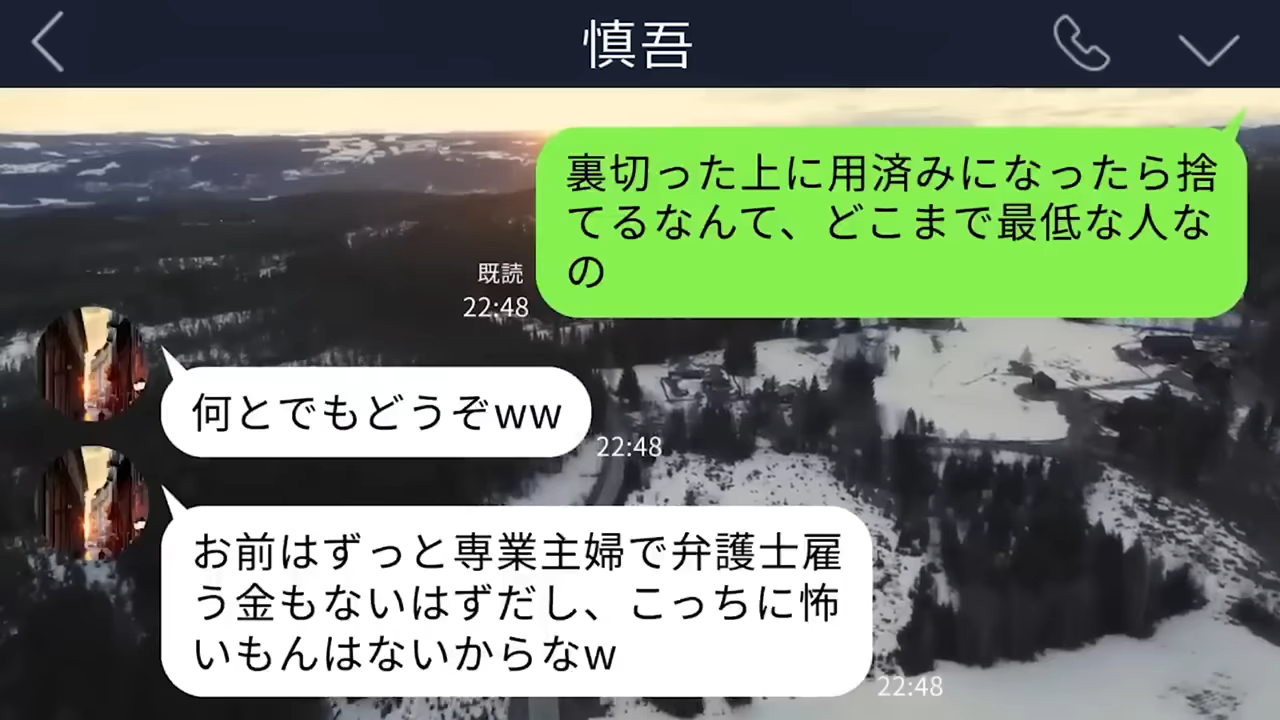 慎吾
裏切った上に用済みになったら捨
てるなんて、どこまで最低な人な
の
既読
22:48
何とでもどうぞww
22:48
お前はずっと専業主婦で弁護士雇
う金もないはずだし、こっちに怖
いもんはないからなw
22:48